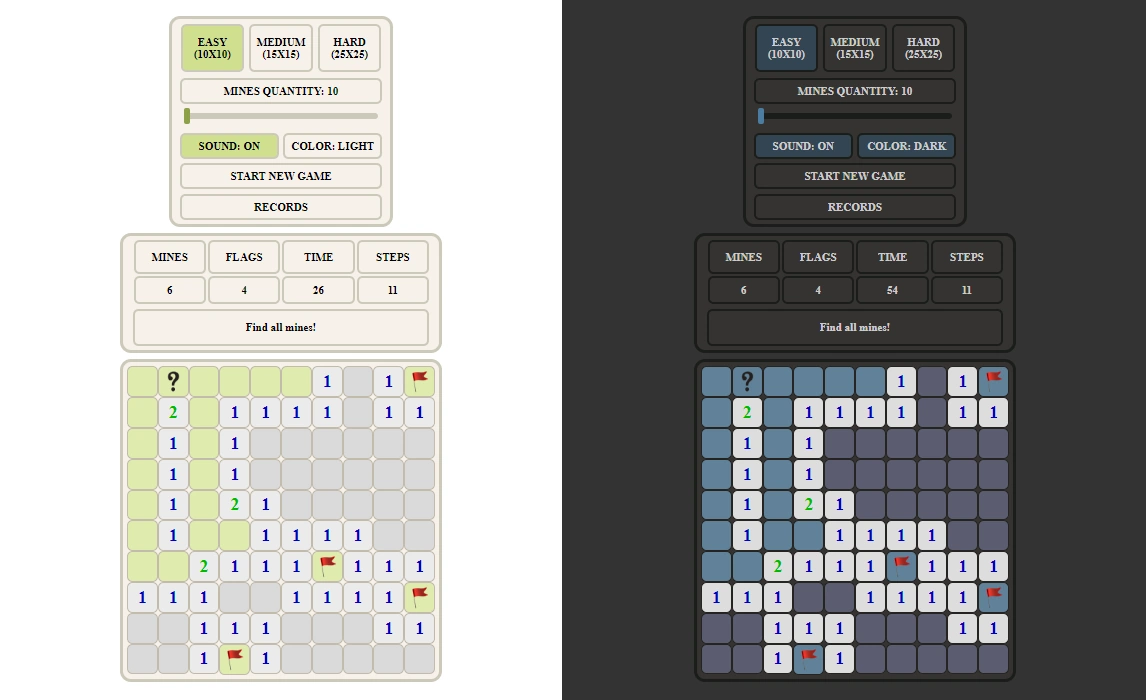 EASY (10X10) MEDIUM (15X15) HARD (25X25)
MINES QUANTITY: 10
SOUND: ON COLOR: LIGHT
START NEW GAME
RECORDS
MINES FLAGS TIME STEPS
6 4 26 11
Find all mines!
? 1 1
2 1 1 1 1 1 1
1 1
1 1
1 2 1
1 1 1 1 1
2 1 1 1 1 1 1
1 1 1 1 1 1 1
1 1 1 1 1
1 1
EASY (10X10) MEDIUM (15X15) HARD (25X25)
MINES QUANTITY: 10
SOUND: ON COLOR: DARK
START NEW GAME
RECORDS
MINES FLAGS TIME STEPS
6 4 54 11
Find all mines!
? 1 1
2 1 1 1 1 1 1
1 1
1 1
1 2 1
1 1 1 1 1
2 1 1 1 1 1 1
1 1 1 1 1 1 1
1 1 1 1 1
1 1